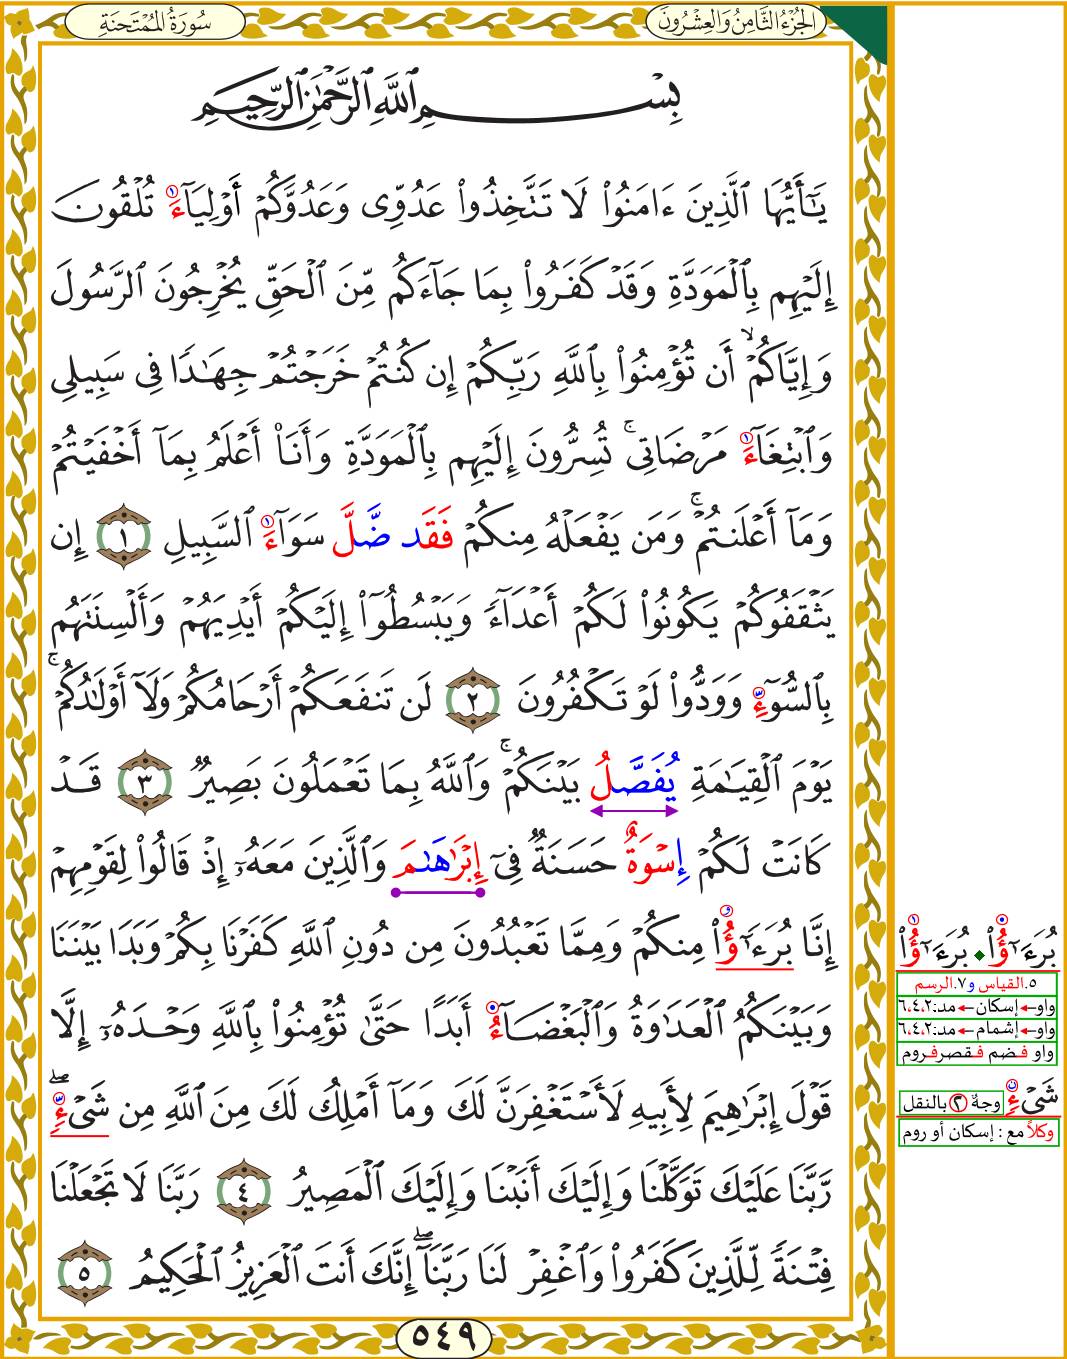 الجُزْءُ الثَّامِنُ وَالعِشْرُونَ
سُورَةُ المُمْتَحنَةِ
بِسْمِ ٱللَّهِ ٱلرَّحْمَٰنِ ٱلرَّحِيمِ
يَٰٓأَيُّهَا ٱلَّذِينَ ءَامَنُوا۟ لَا تَتَّخِذُوا۟ عَدُوِّى وَعَدُوَّكُمْ أَوْلِيَآءَ تُلْقُونَ
إِلَيْهِم بِٱلْمَوَدَّةِ وَقَدْ كَفَرُوا۟ بِمَا جَآءَكُم مِّنَ ٱلْحَقِّ يُخْرِجُونَ ٱلرَّسُولَ
وَإِيَّاكُمْ ۙ أَن تُؤْمِنُوا۟ بِٱللَّهِ رَبِّكُمْ إِن كُنتُمْ خَرَجْتُمْ جِهَٰدًا فِى سَبِيلِى
وَٱبْتِغَآءَ مَرْضَاتِى ۚ تُسِرُّونَ إِلَيْهِم بِٱلْمَوَدَّةِ وَأَنَا۠ أَعْلَمُ بِمَآ أَخْفَيْتُمْ
وَمَآ أَعْلَنتُمْ ۚ وَمَن يَفْعَلْهُ مِنكُمْ فَقَد ضَّلَّ سَوَآءَ ٱلسَّبِيلِ ١ إِن
يَثْقَفُوكُمْ يَكُونُوا۟ لَكُمْ أَعْدَآءً وَيَبْسُطُوٓا۟ إِلَيْكُمْ أَيْدِيَهُمْ وَأَلْسِنَتَهُم
بِٱلسُّوٓءِ وَوَدُّوا۟ لَوْ تَكْفُرُونَ ٢ لَن تَنفَعَكُمْ أَرْحَامُكُمْ وَلَآ أَوْلَٰدُكُمْ ۚ
يَوْمَ ٱلْقِيَٰمَةِ يُفَصَّلُ بَيْنَكُمْ ۚ وَٱللَّهُ بِمَا تَعْمَلُونَ بَصِيرٌ ٣ قَدْ
كَانَتْ لَكُمْ إِسْوَةٌ حَسَنَةٌ فِىٓ إِبْرَٰهَٰمَ وَٱلَّذِينَ مَعَهُۥٓ إِذْ قَالُوا۟ لِقَوْمِهِمْ
إِنَّا بُرَءَٰٓؤُا۟ مِنكُمْ وَمِمَّا تَعْبُدُونَ مِن دُونِ ٱللَّهِ كَفَرْنَا بِكُمْ وَبَدَا بَيْنَنَا
وَبَيْنَكُمُ ٱلْعَدَٰوَةُ وَٱلْبَغْضَآءُ أَبَدًا حَتَّىٰ تُؤْمِنُوا۟ بِٱللَّهِ وَحْدَهُۥٓ إِلَّا
قَوْلَ إِبْرَٰهِيمَ لِأَبِيهِ لَأَسْتَغْفِرَنَّ لَكَ وَمَآ أَمْلِكُ لَكَ مِنَ ٱللَّهِ مِن شَىْءٍ ۖ
رَّبَّنَا عَلَيْكَ تَوَكَّلْنَا وَإِلَيْكَ أَنَبْنَا وَإِلَيْكَ ٱلْمَصِيرُ ٤ رَبَّنَا لَا تَجْعَلْنَا
فِتْنَةً لِّلَّذِينَ كَفَرُوا۟ وَٱغْفِرْ لَنَا رَبَّنَآ ۖ إِنَّكَ أَنتَ ٱلْعَزِيزُ ٱلْحَكِيمُ ٥
٥٤٩
بُرَءَٰٓؤُا۟ ◆ بُرَءَٰٓؤُا۟
٥.القياس و٧.الرسم
واو←إسكان←مد:٦،٤،٢
واو←إشمام←مد:٦،٤،٢
واو فضم فقصر فروم
شَىْءٍ وجهٌ ٢ بالنقل
وكلاً مع : إسكان أو روم